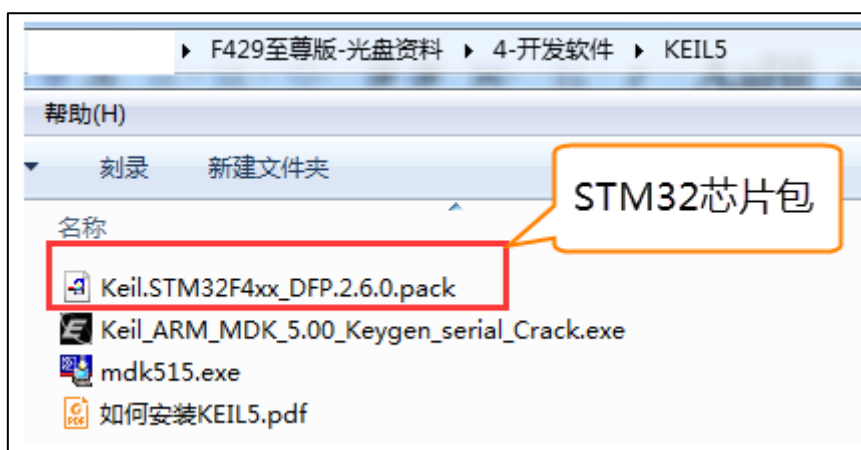 F429至尊版-光盘资料 ▸ 4-开发软件 ▸ KEIL5
帮助(H)
刻录 新建文件夹
STM32芯片包
名称
Keil.STM32F4xx_DFP.2.6.0.pack
Keil_ARM_MDK_5.00_Keygen_serial_Crack.exe
mdk515.exe
如何安装KEIL5.pdf